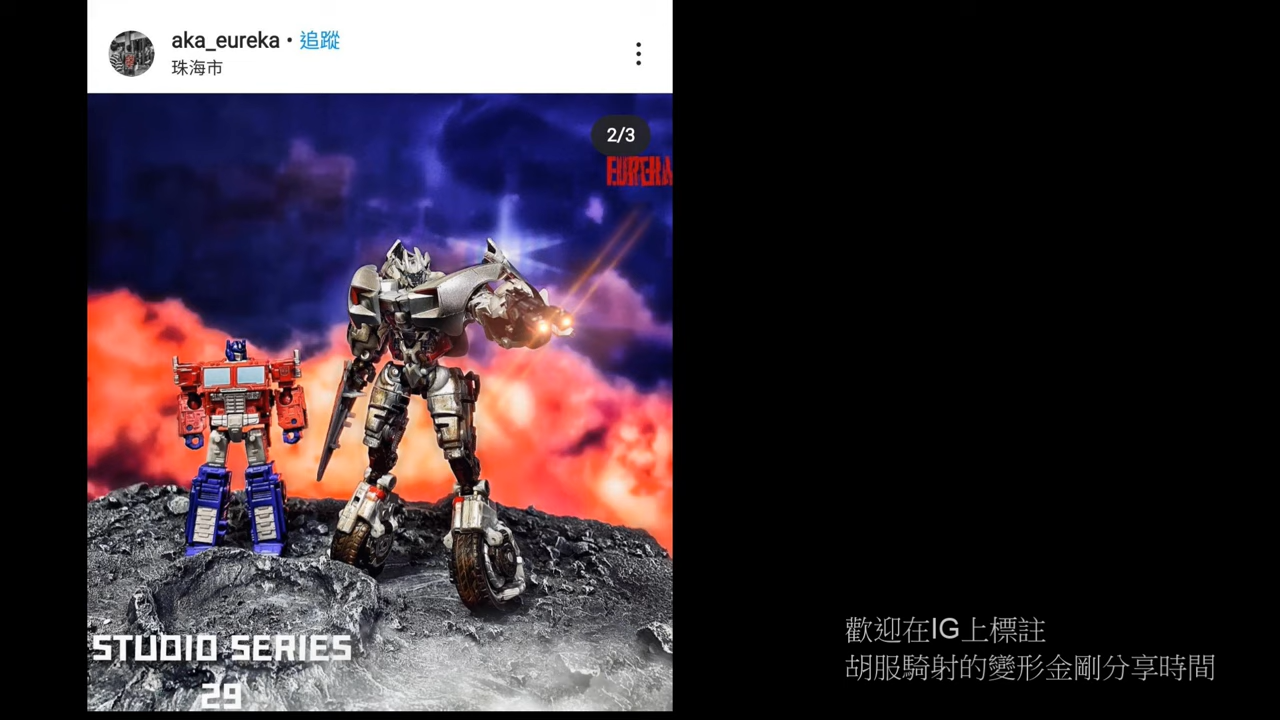 aka_eureka • 追蹤
珠海市
2/3
EUREKA
STUDIO SERIES
29
歡迎在IG上標註
胡服騎射的變形金剛分享時間